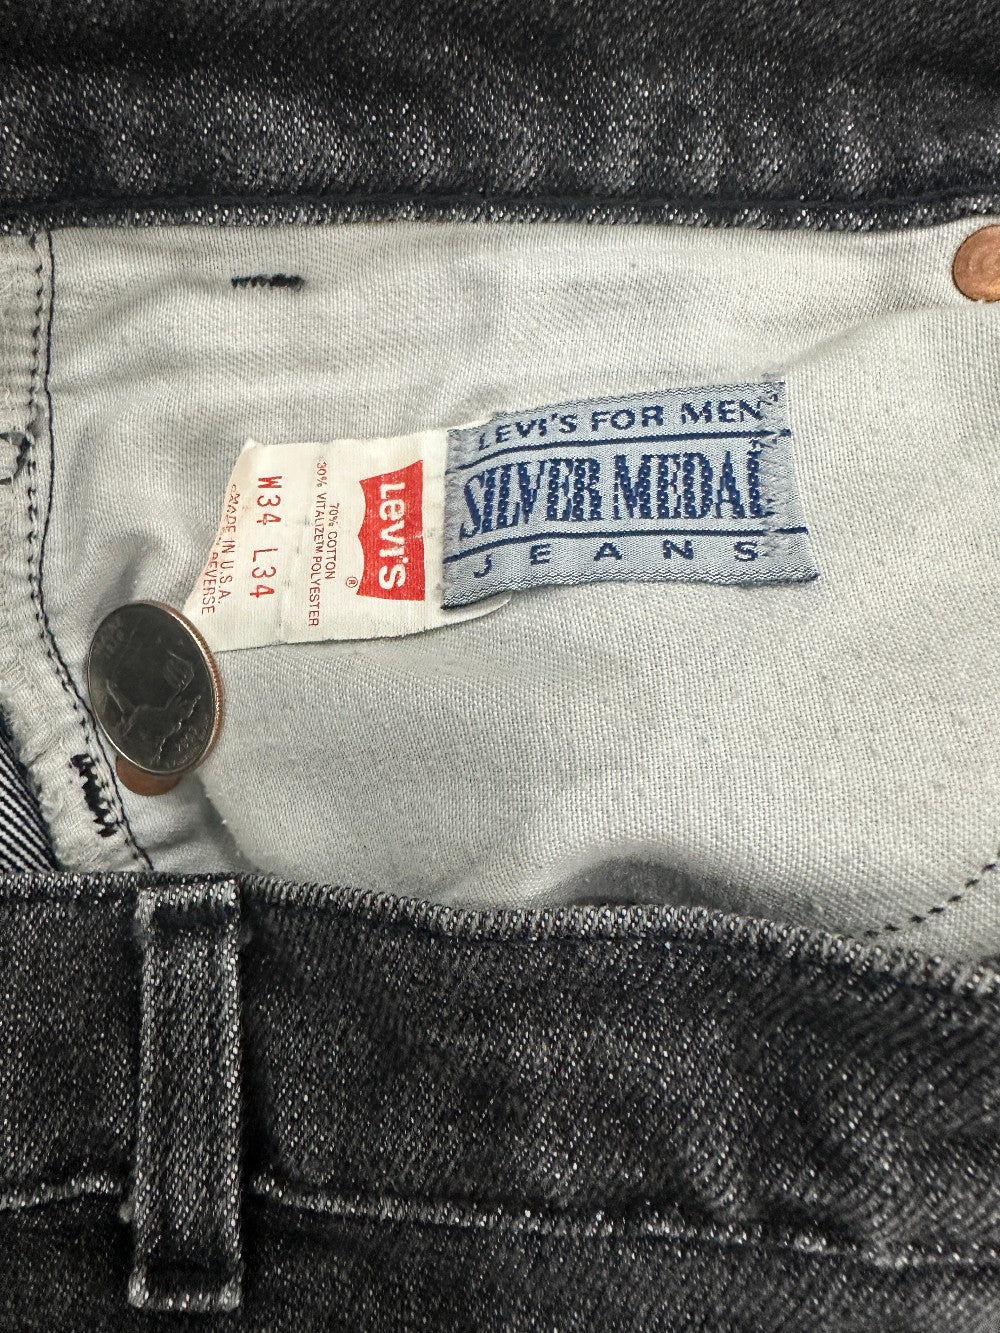 LEVI'S FOR MEN
SILVER MEDAL
JEANS
Levi's
®
70% COTTON
30% VITALIZETM POLYESTER
W34 L34
MADE IN U.S.A.
REVERSE